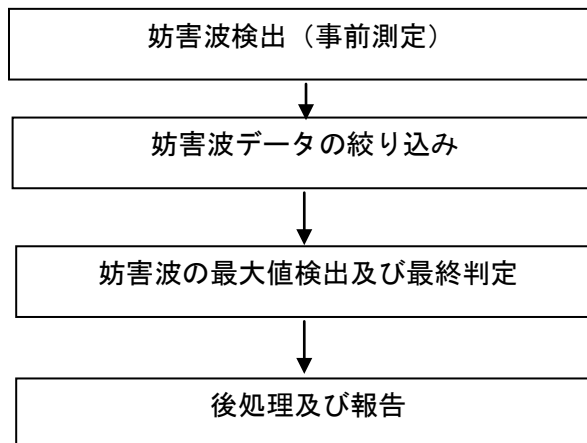 妨害波検出（事前測定）
妨害波データの絞り込み
妨害波の最大値検出及び最終判定
後処理及び報告